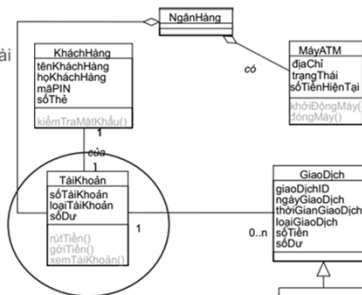 NgânHàng
ài
KháchHàng
tênKháchHàng
họKháchHàng
mãPIN
sốThẻ
kiểmTraMậtKhẩu()
1
của
1
có
MáyATM
địaChỉ
trạngThái
sốTiềnHiệnTại
khởiĐộngMáy()
đóngMáy()
TàiKhoản
sốTàiKhoản
loạiTàiKhoản
sốDư
rútTiền()
gởiTiền()
xemTàiKhoản()
1
0..n
GiaoDịch
giaoDịchID
ngàyGiaoDịch
thờiGianGiaoDịch
loạiGiaoDịch
sốTiền
sốDư